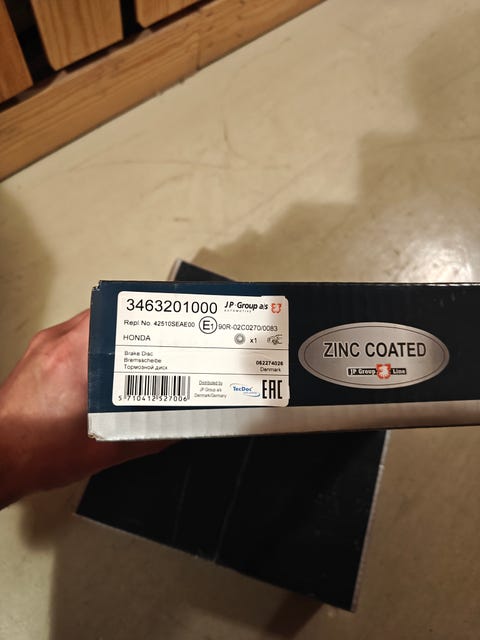 3463201000
JP Group a/s
AUTOMOTIVE
Repl No. 42510SEAE00
E1
90R-02C0270/0083
HONDA
x1
Brake Disc
Bremsscheibe
Тормозной диск
062274026
Denmark
5 710412 527006
Distributed by
JP Group a/s
Denmark/Germany
TecDoc
EAC
ZINC COATED
JP Group Line